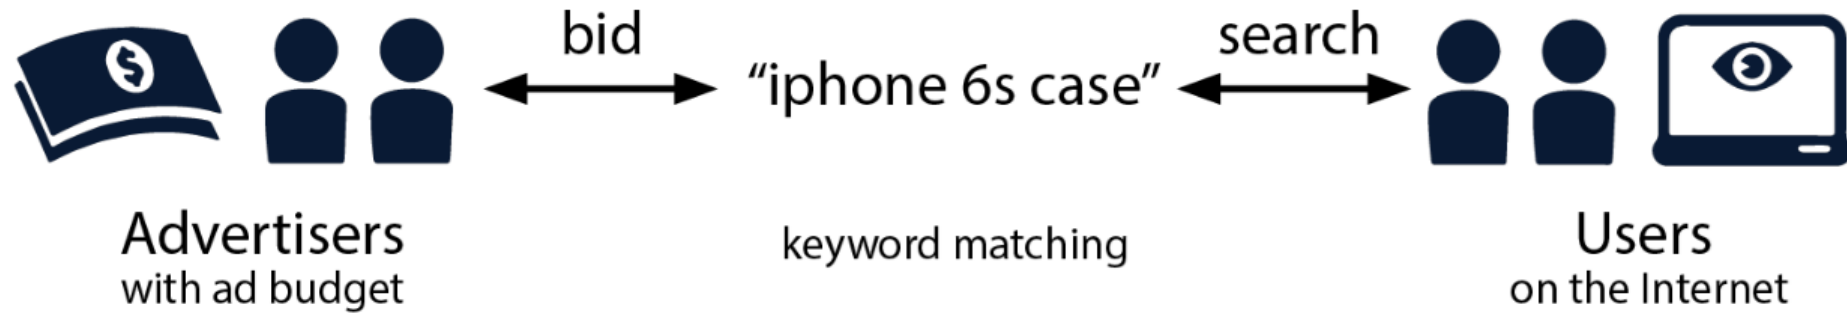 bid
search
“iphone 6s case”
Advertisers
with ad budget
keyword matching
Users
on the Internet